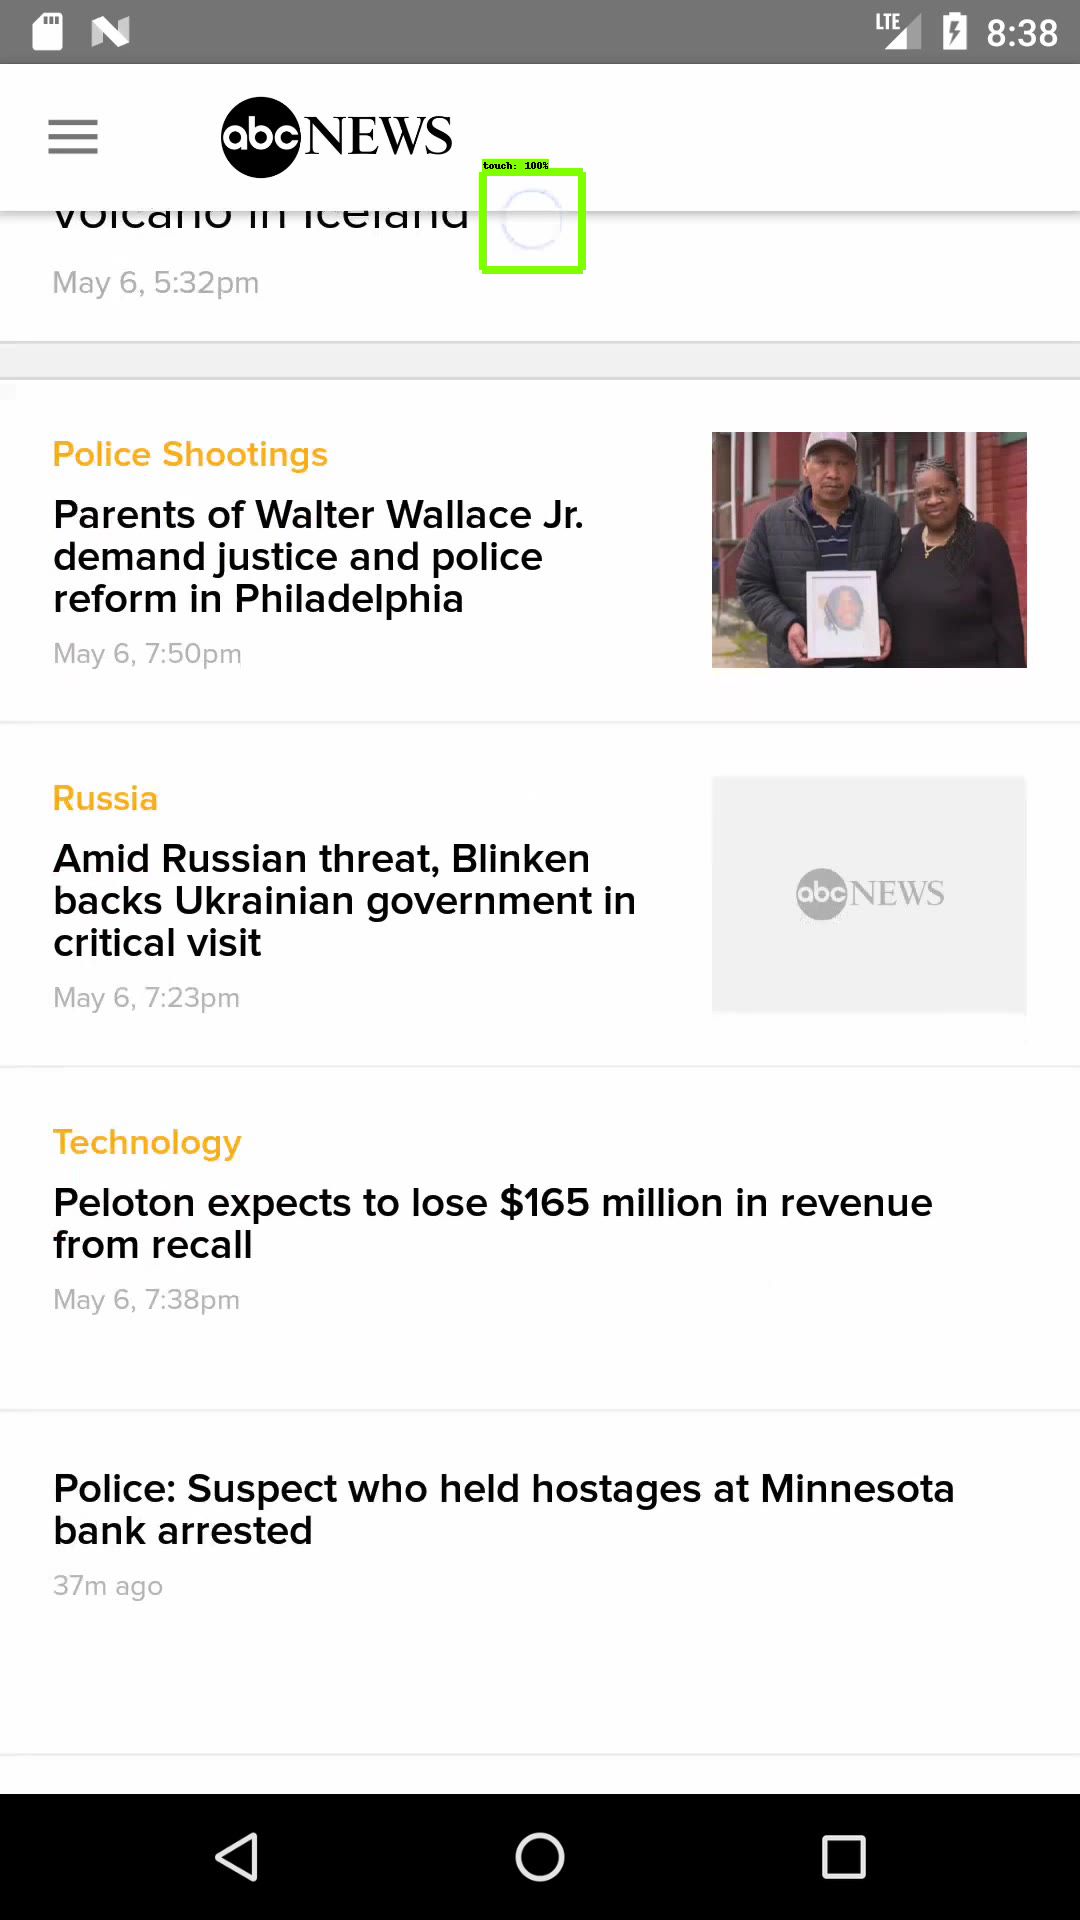 LTE 8:38
abc NEWS
touch: 100%
volcano in Iceland
May 6, 5:32pm
Police Shootings
Parents of Walter Wallace Jr.
demand justice and police
reform in Philadelphia
May 6, 7:50pm
Russia
Amid Russian threat, Blinken
backs Ukrainian government in
critical visit
May 6, 7:23pm
abc NEWS
Technology
Peloton expects to lose $165 million in revenue
from recall
May 6, 7:38pm
Police: Suspect who held hostages at Minnesota
bank arrested
37m ago